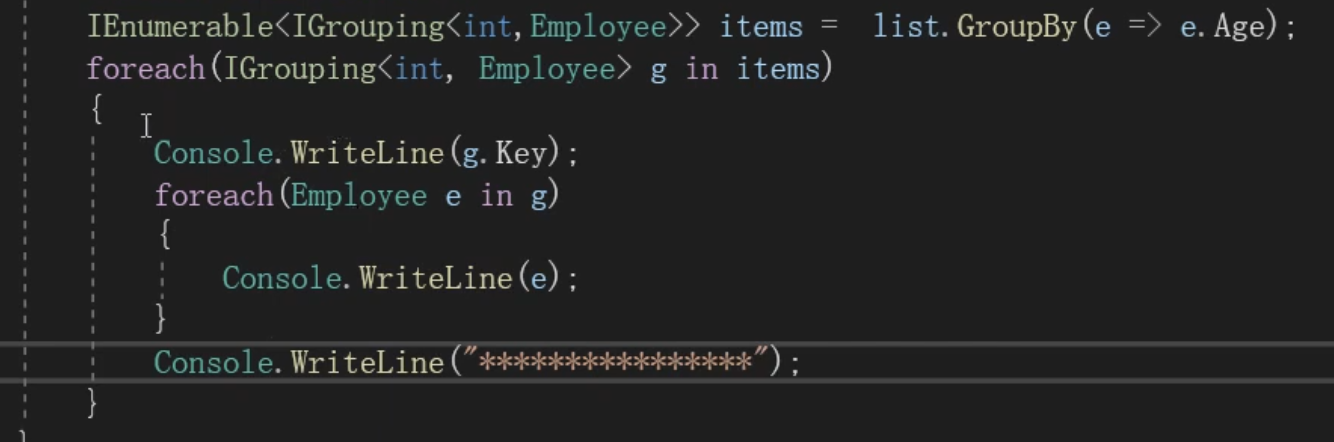 IEnumerable<IGrouping<int,Employee>> items =  list.GroupBy(e => e.Age);
foreach(IGrouping<int, Employee> g in items)
{
Console.WriteLine(g.Key);
foreach(Employee e in g)
{
Console.WriteLine(e);
}
Console.WriteLine("****************");
}
}